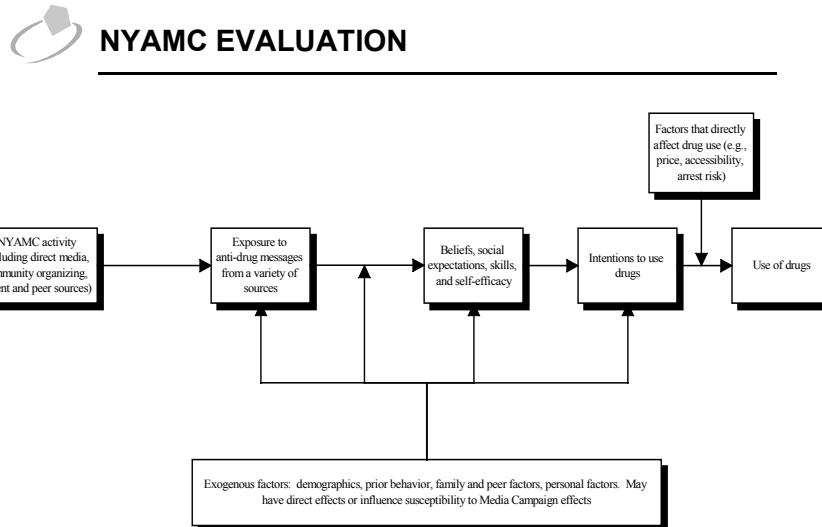 NYAMC EVALUATION
Factors that directly
affect drug use (e.g.,
price, accessibility,
arrest risk)
NYAMC activity
direct media,
organizing,
and peer sources)
Exposure to
anti-drug messages
from a variety of
sources
Beliefs, social
expectations, skills,
and self-efficacy
Intentions to use
drugs
Use of drugs
Exogenous factors: demographics, prior behavior, family and peer factors, personal factors. May
have direct effects or influence susceptibility to Media Campaign effects